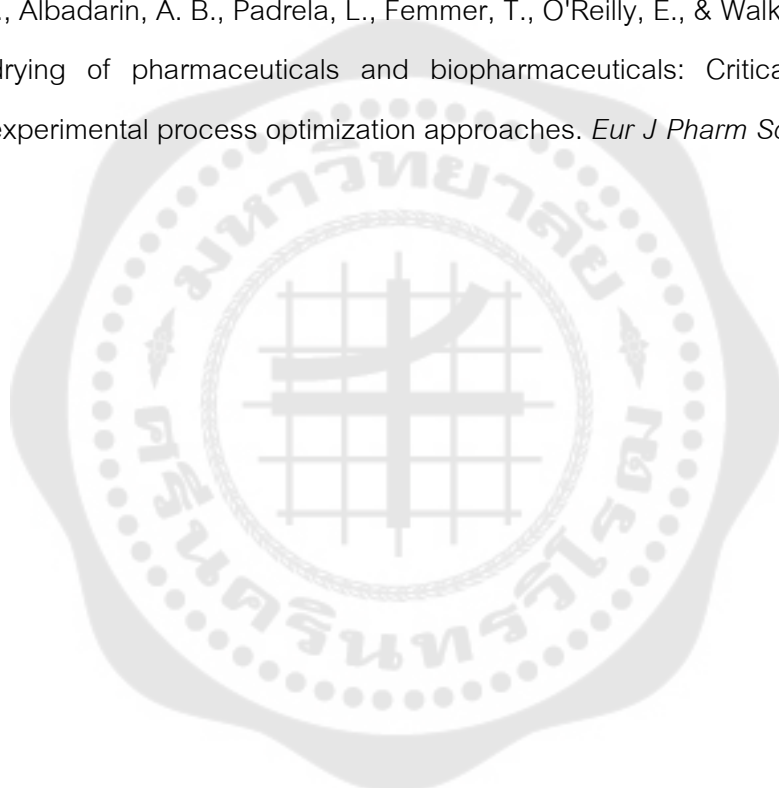 ., Albadarin, A. B., Padrela, L., Femmer, T., O'Reilly, E., & Walk
drying of pharmaceuticals and biopharmaceuticals: Critica
experimental process optimization approaches. Eur J Pharm Sc
มหาวิทยาลัย
ศรีนครินทรวิโรฒ